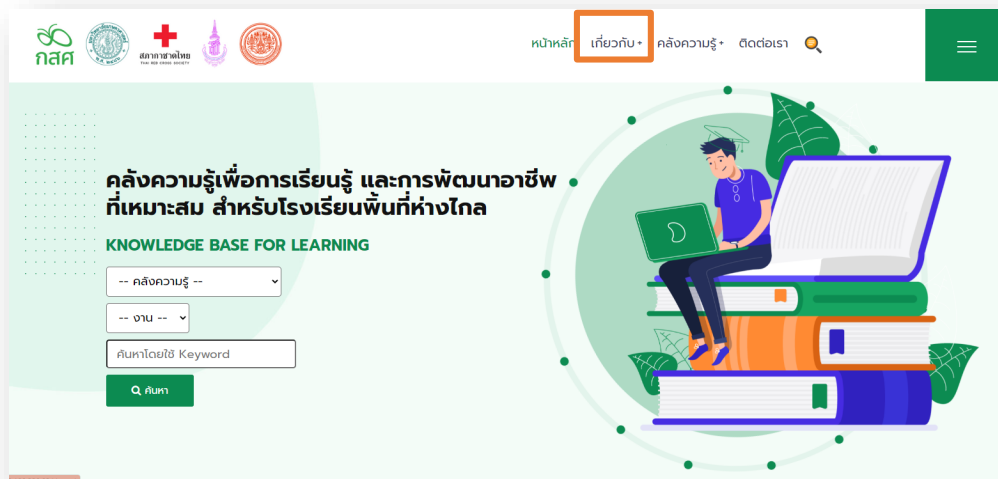 กสศ
สภากาชาดไทย
THAI RED CROSS SOCIETY
หน้าหลัก เกี่ยวกับ+ คลังความรู้+ ติดต่อเรา
คลังความรู้เพื่อการเรียนรู้ และการพัฒนาอาชีพ
ที่เหมาะสม สำหรับโรงเรียนพื้นที่ห่างไกล
KNOWLEDGE BASE FOR LEARNING
-- คลังความรู้ --
-- งาน --
ค้นหาโดยใช้ Keyword
ค้นหา